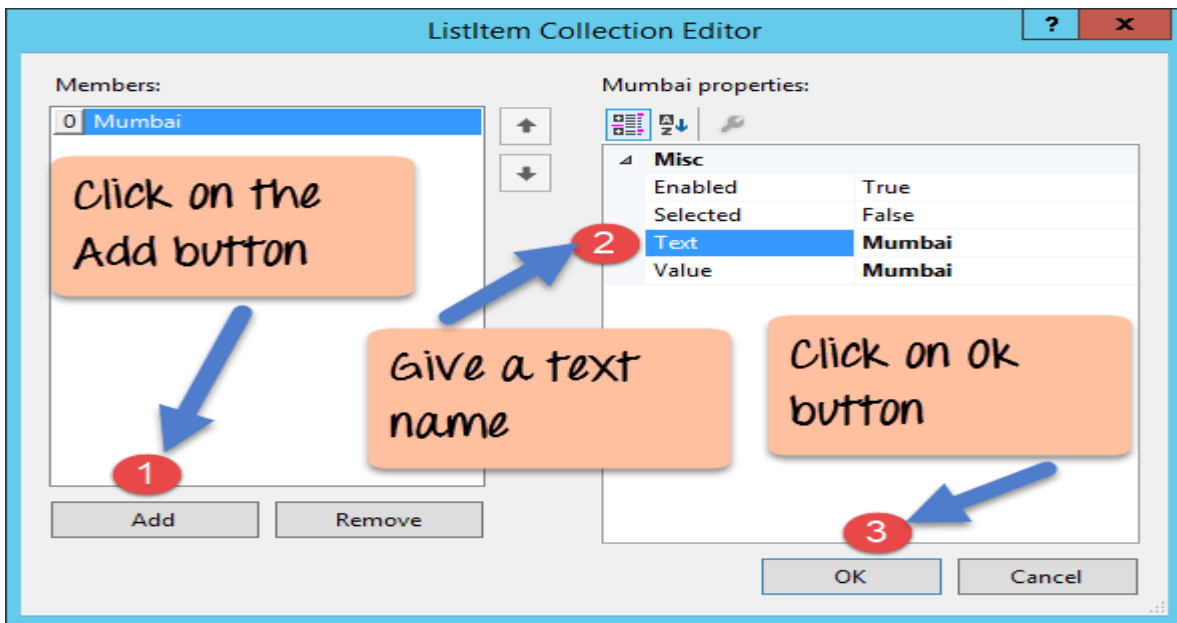 ListItem Collection Editor
?
x
Members:
0 Mumbai
Click on the
Add button
1
Add
Remove
Mumbai properties:
A
Z
Misc
Enabled True
Selected False
2
Text Mumbai
Value Mumbai
Give a text
name
Click on Ok
button
3
OK
Cancel